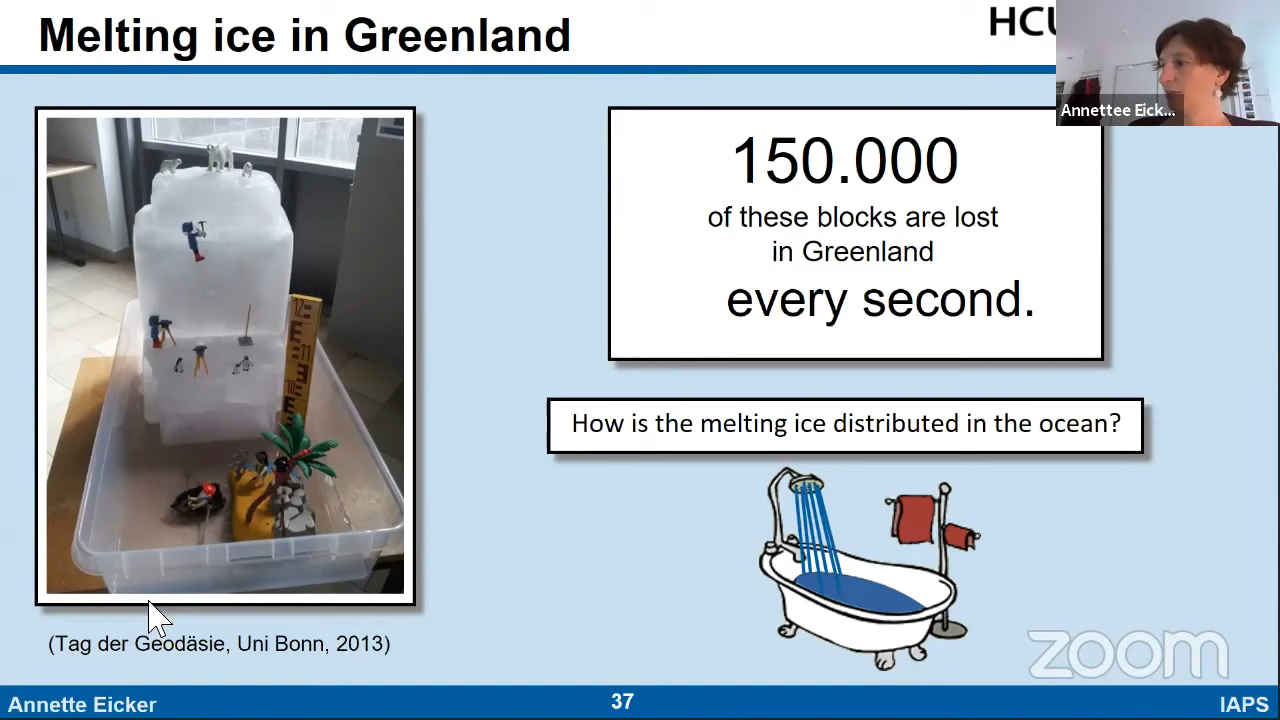 Melting ice in Greenland
HCU
Annettee Eick...
150.000
of these blocks are lost
in Greenland
every second.
How is the melting ice distributed in the ocean?
(Tag der Geodäsie, Uni Bonn, 2013)
zoom
Annette Eicker
37
IAPS